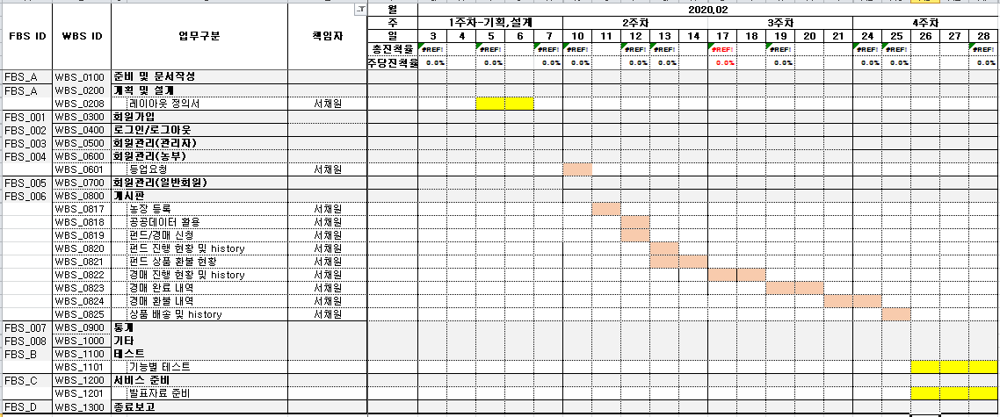 월 2020.02
FBS ID WBS ID 업무구분 책임자 주 1주차-기획,설계 2주차 3주차 4주차
일 3 4 5 6 7 10 11 12 13 14 17 18 19 20 21 24 25 26 27 28
총진척율 #REF! #REF! #REF! #REF! #REF! #REF! #REF! #REF! #REF! #REF! #REF!
주당진척율 0.0% 0.0% 0.0% 0.0% 0.0% 0.0% 0.0% 0.0% 0.0% 0.0% 0.0%
FBS_A WBS_0100 준비 및 문서작성
FBS_A WBS_0200 계획 및 설계
WBS_0208 레이아웃 정의서 서채원
FBS_001 WBS_0300 회원가입
FBS_002 WBS_0400 로그인/로그아웃
FBS_003 WBS_0500 회원관리(관리자)
FBS_004 WBS_0600 회원관리(농부)
WBS_0601 등업요청 서채원
FBS_005 WBS_0700 회원관리(일반회원)
FBS_006 WBS_0800 게시판
WBS_0817 농장 등록 서채원
WBS_0818 공공데이터 활용 서채원
WBS_0819 펀드/경매 신청 서채원
WBS_0820 펀드 진행 현황 및 history 서채원
WBS_0821 펀드 상품 환불 현황 서채원
WBS_0822 경매 진행 현황 및 history 서채원
WBS_0823 경매 완료 내역 서채원
WBS_0824 경매 환불 내역 서채원
WBS_0825 상품 배송 및 history 서채원
FBS_007 WBS_0900 통계
FBS_008 WBS_1000 기타
FBS_B WBS_1100 테스트
WBS_1101 기능별 테스트
FBS_C WBS_1200 서비스 준비
WBS_1201 발표자료 준비
FBS_D WBS_1300 종료보고